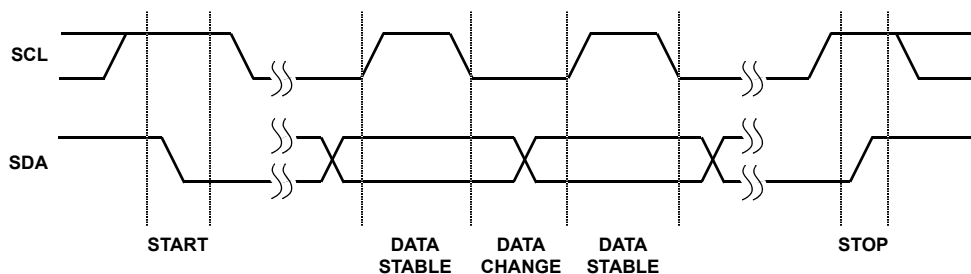 SCL
SDA
START
DATA
STABLE
DATA
CHANGE
DATA
STABLE
STOP